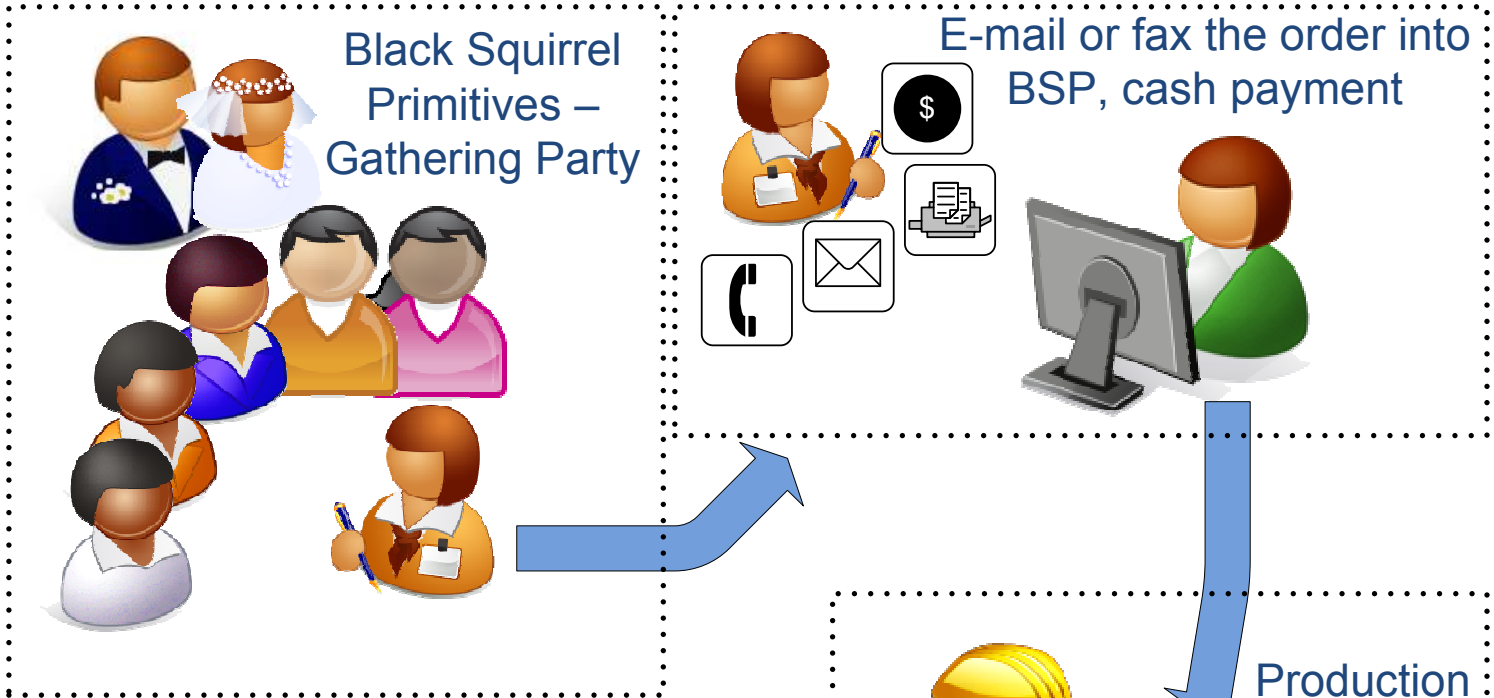 Black Squirrel
Primitives –
Gathering Party
E-mail or fax the order into
BSP, cash payment
$
Production